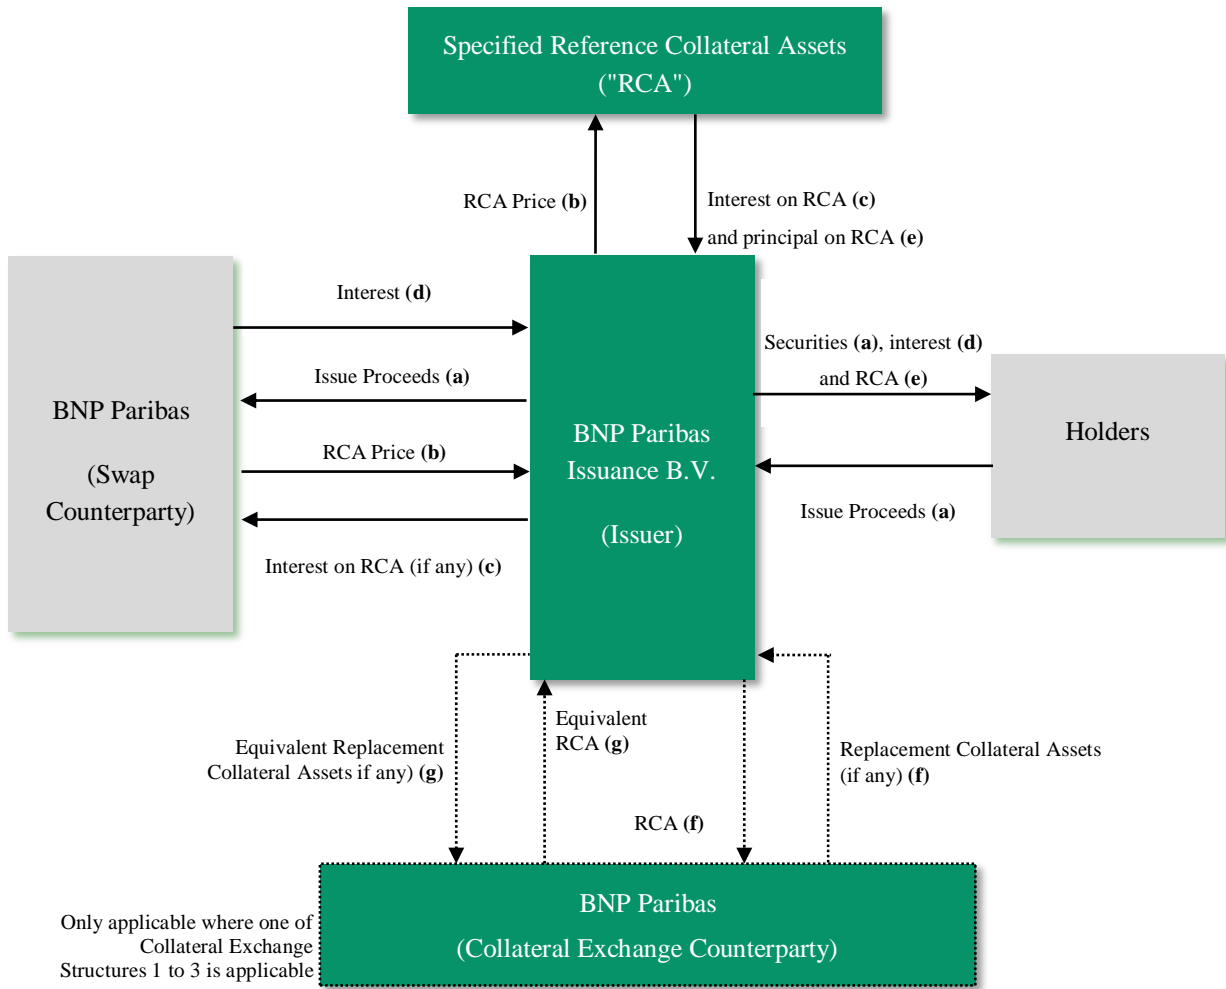 Specified Reference Collateral Assets
("RCA")
RCA Price (b)
Interest on RCA (c)
and principal on RCA (e)
Interest (d)
Issue Proceeds (a)
RCA Price (b)
Interest on RCA (if any) (c)
BNP Paribas
(Swap
Counterparty)
BNP Paribas
Issuance B.V.
(Issuer)
Securities (a), interest (d)
and RCA (e)
Issue Proceeds (a)
Holders
Equivalent Replacement
Collateral Assets if any) (g)
Equivalent
RCA (g)
RCA (f)
Replacement Collateral Assets
(if any) (f)
Only applicable where one of
Collateral Exchange
Structures 1 to 3 is applicable
BNP Paribas
(Collateral Exchange Counterparty)